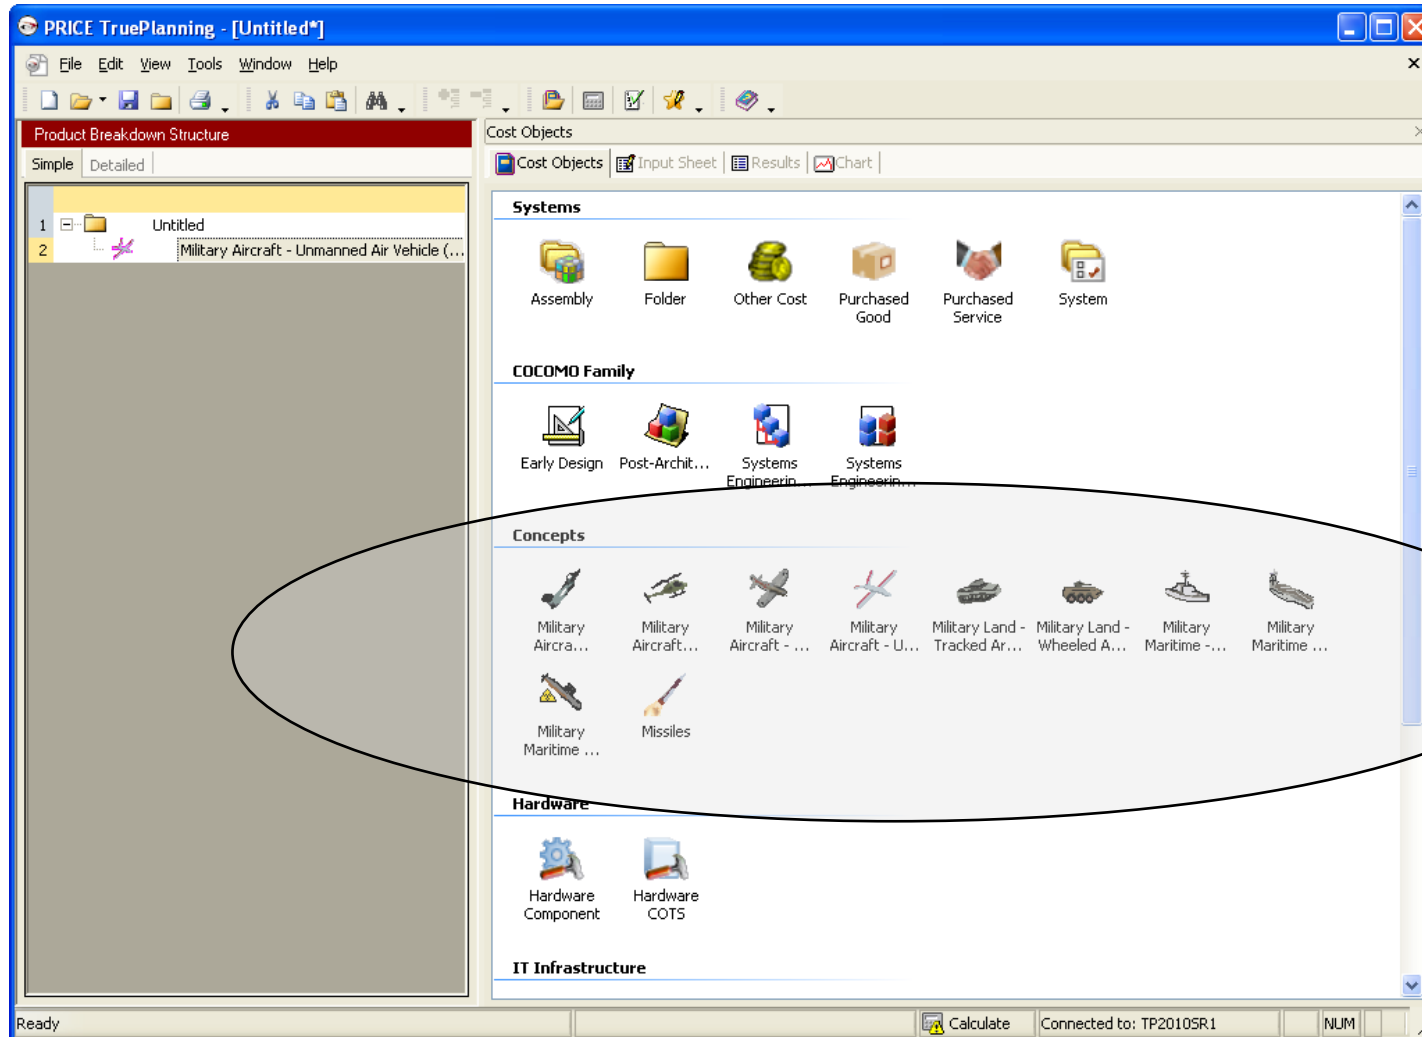 PRICE TruePlanning - [Untitled*]
File Edit View Tools Window Help
Product Breakdown Structure
Simple Detailed
1 Untitled
2 Military Aircraft - Unmanned Air Vehicle (...
Cost Objects
Cost Objects Input Sheet Results Chart
Systems
Assembly Folder Other Cost Purchased Good Purchased Service System
COCOMO Family
Early Design Post-Archit... Systems Engineerin... Systems Engineerin...
Concepts
Military Aircra... Military Aircraft... Military Aircraft - ... Military Aircraft - U... Military Land - Tracked Ar... Military Land - Wheeled A... Military Maritime -... Military Maritime ...
Military Maritime ... Missiles
Hardware
Hardware Component Hardware COTS
IT Infrastructure
Ready Calculate Connected to: TP2010SR1 NUM